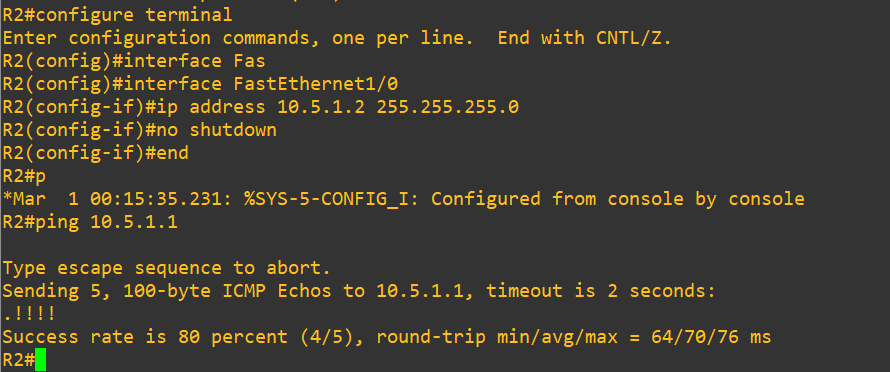 R2#configure terminal
Enter configuration commands, one per line.  End with CNTL/Z.
R2(config)#interface Fas
R2(config)#interface FastEthernet1/0
R2(config-if)#ip address 10.5.1.2 255.255.255.0
R2(config-if)#no shutdown
R2(config-if)#end
R2#p
*Mar  1 00:15:35.231: %SYS-5-CONFIG_I: Configured from console by console
R2#ping 10.5.1.1

Type escape sequence to abort.
Sending 5, 100-byte ICMP Echos to 10.5.1.1, timeout is 2 seconds:
.!!!!
Success rate is 80 percent (4/5), round-trip min/avg/max = 64/70/76 ms
R2#